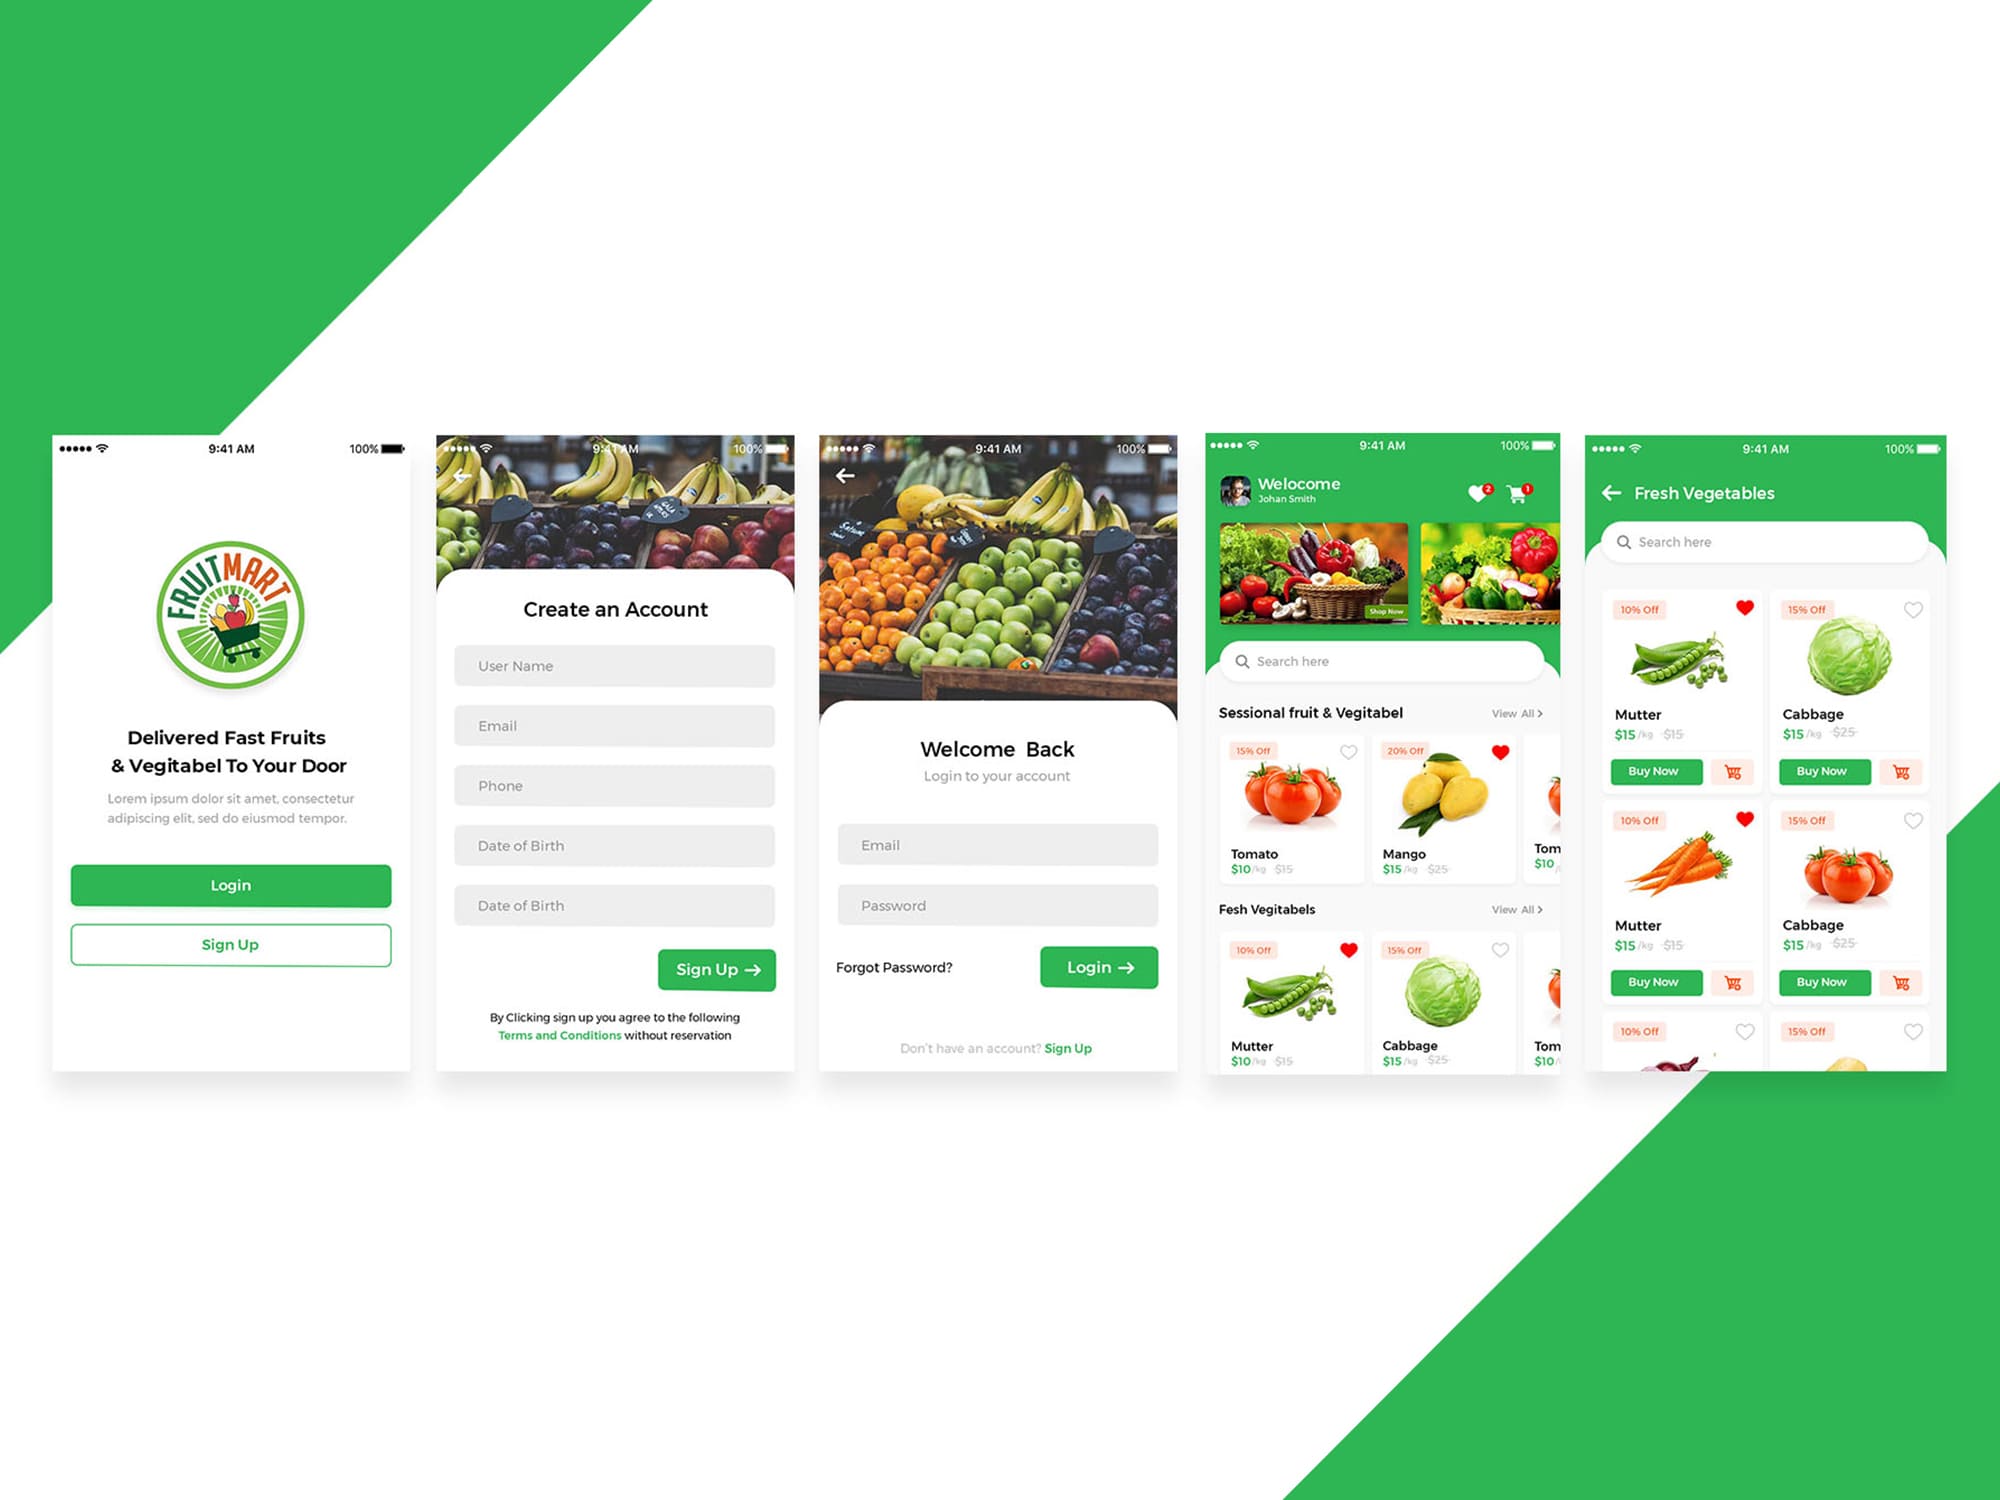 9:41 AM
100%
FRUITMART
Delivered Fast Fruits
& Vegitabel To Your Door
Lorem ipsum dolor sit amet, consectetur
adipiscing elit, sed do eiusmod tempor.
Login
Sign Up
9:41 AM
100%
GALA
Create an Account
User Name
Email
Phone
Date of Birth
Date of Birth
Sign Up
By Clicking sign up you agree to the following
Terms and Conditions without reservation
9:41 AM
100%
Welcome Back
Login to your account
Email
Password
Forgot Password?
Login
Don't have an account? Sign Up
9:41 AM
100%
Welocome
Johan Smith
2
1
Shop Now
Search here
Sessional fruit & Vegitabel
View All
15% Off
20% Off
Tomato
$10/kg $15
Mango
$15/kg $25
Tom
$10/
Fesh Vegitabels
View All
10% Off
15% Off
Mutter
$10/kg $15
Cabbage
$15/kg $25
Tom
$10/
9:41 AM
100%
Fresh Vegetables
Search here
10% Off
15% Off
Mutter
$15/kg $15
Cabbage
$15/kg $25
Buy Now
Buy Now
10% Off
15% Off
Mutter
$15/kg $15
Cabbage
$15/kg $25
Buy Now
Buy Now
10% Off
15% Off